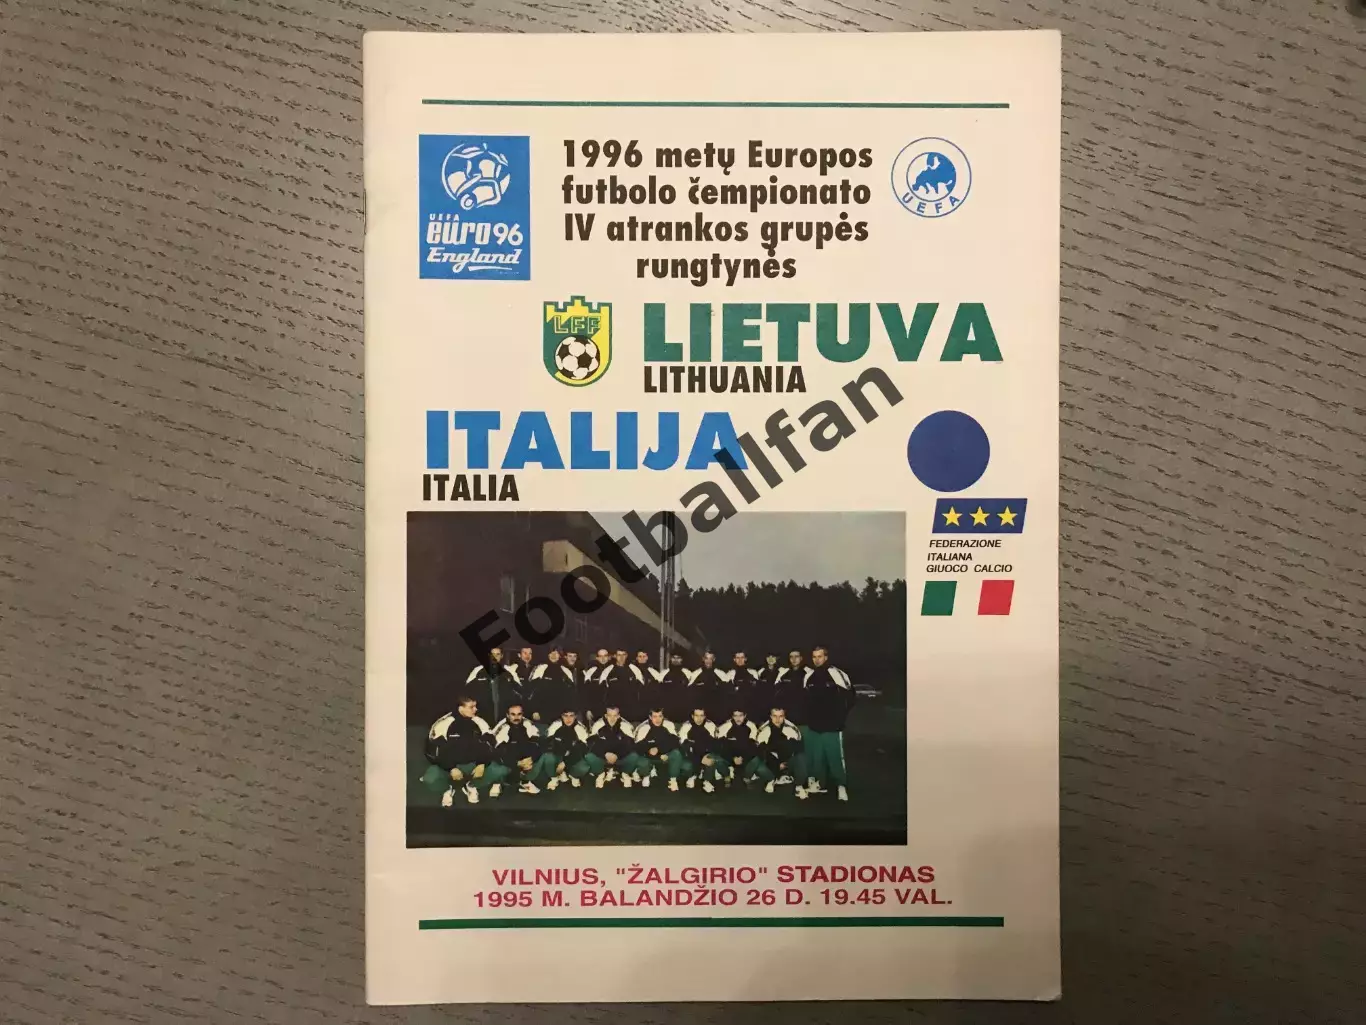 1996 metų Europos
futbolo čempionato
IV atrankos grupės
rungtynės
UEFA
euro96
England
UEFA
LFF
LIETUVA
LITHUANIA
ITALIJA
ITALIA
FEDERAZIONE
ITALIANA
GIUOCO CALCIO
Footballfan
VILNIUS, "ŽALGIRIO" STADIONAS
1995 M. BALANDŽIO 26 D. 19.45 VAL.